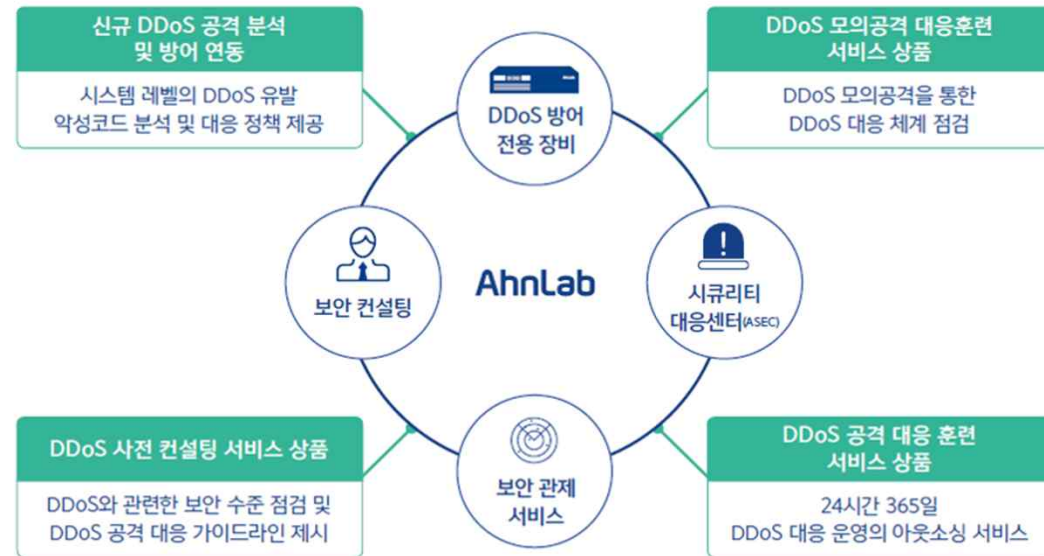 신규 DDoS 공격 분석
및 방어 연동
시스템 레벨의 DDoS 유발
악성코드 분석 및 대응 정책 제공
AhnLab
DDoS 방어
전용 장비
DDoS 모의공격 대응훈련
서비스 상품
DDoS 모의공격을 통한
DDoS 대응 체계 점검
보안 컨설팅
AhnLab
!
시큐리티
대응센터(ASEC)
DDoS 사전 컨설팅 서비스 상품
DDoS와 관련한 보안 수준 점검 및
DDoS 공격 대응 가이드라인 제시
보안 관제
서비스
DDoS 공격 대응 훈련
서비스 상품
24시간 365일
DDoS 대응 운영의 아웃소싱 서비스